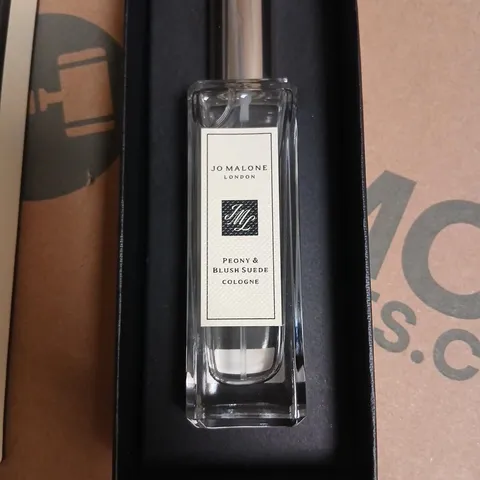 JO MALONE
LONDON
JML
PEONY &
BLUSH SUEDE
COLOGNE